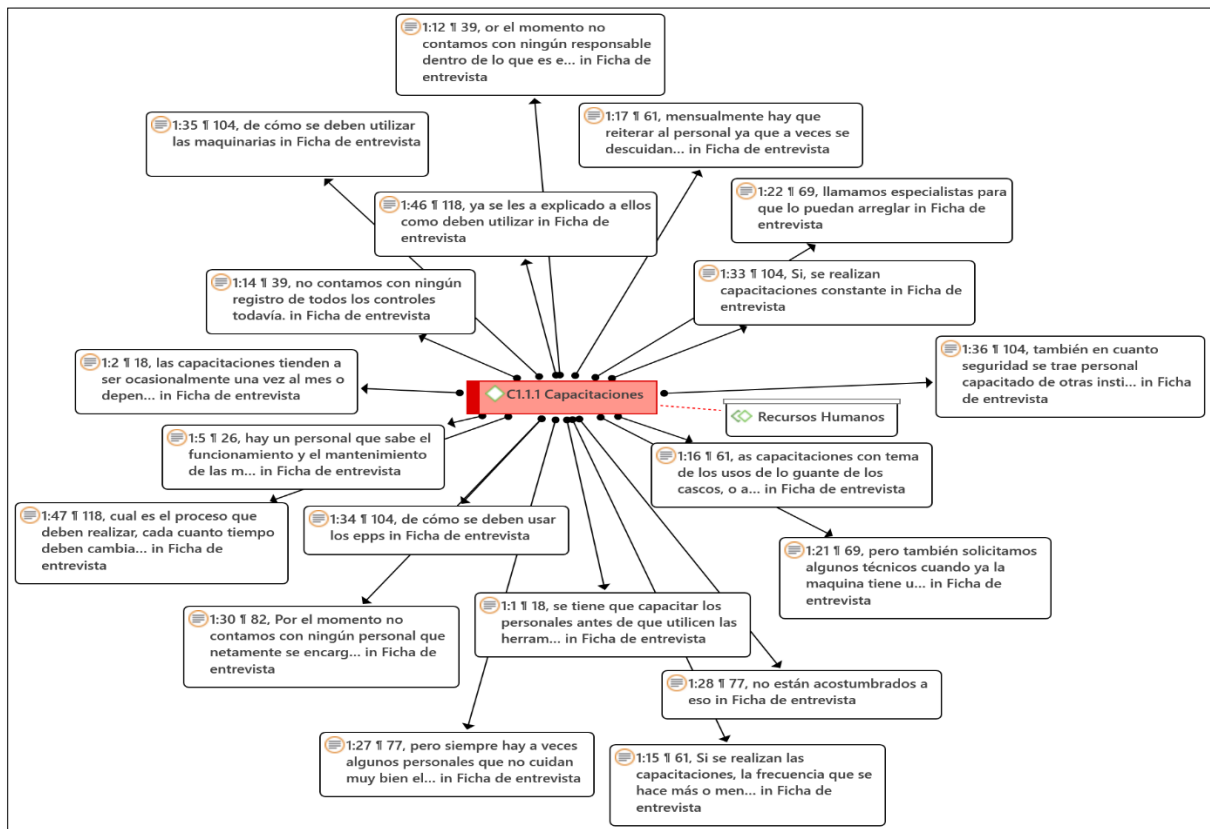 1:12 ¶ 39, or el momento no
contamos con ningún responsable
dentro de lo que es e... in Ficha de
entrevista
1:35 ¶ 104, de cómo se deben utilizar
las maquinarias in Ficha de entrevista
1:17 ¶ 61, mensualmente hay que
reiterar al personal ya que a veces se
descuidan... in Ficha de entrevista
1:46 ¶ 118, ya se les a explicado a ellos
como deben utilizar in Ficha de
entrevista
1:22 ¶ 69, llamamos especialistas para
que lo puedan arreglar in Ficha de
entrevista
1:14 ¶ 39, no contamos con ningún
registro de todos los controles
todavía. in Ficha de entrevista
1:33 ¶ 104, Si, se realizan
capacitaciones constante in Ficha de
entrevista
1:2 ¶ 18, las capacitaciones tienden a
ser ocasionalmente una vez al mes o
depen... in Ficha de entrevista
C1.1.1 Capacitaciones
1:36 ¶ 104, también en cuanto
seguridad se trae personal
capacitado de otras insti... in Ficha
de entrevista
Recursos Humanos
1:5 ¶ 26, hay un personal que sabe el
funcionamiento y el mantenimiento
de las m... in Ficha de entrevista
1:16 ¶ 61, as capacitaciones con tema
de los usos de lo guante de los
cascos, o a... in Ficha de entrevista
1:47 ¶ 118, cual es el proceso que
deben realizar, cada cuanto tiempo
deben cambia... in Ficha de
entrevista
1:34 ¶ 104, de cómo se deben usar
los epps in Ficha de entrevista
1:21 ¶ 69, pero también solicitamos
algunos técnicos cuando ya la
maquina tiene u... in Ficha de
entrevista
1:30 ¶ 82, Por el momento no
contamos con ningún personal que
netamente se encarg... in Ficha de
entrevista
1:1 ¶ 18, se tiene que capacitar los
personales antes de que utilicen las
herram... in Ficha de entrevista
1:28 ¶ 77, no están acostumbrados a
eso in Ficha de entrevista
1:27 ¶ 77, pero siempre hay a veces
algunos personales que no cuidan
muy bien el... in Ficha de entrevista
1:15 ¶ 61, Si se realizan las
capacitaciones, la frecuencia que se
hace más o men... in Ficha de
entrevista